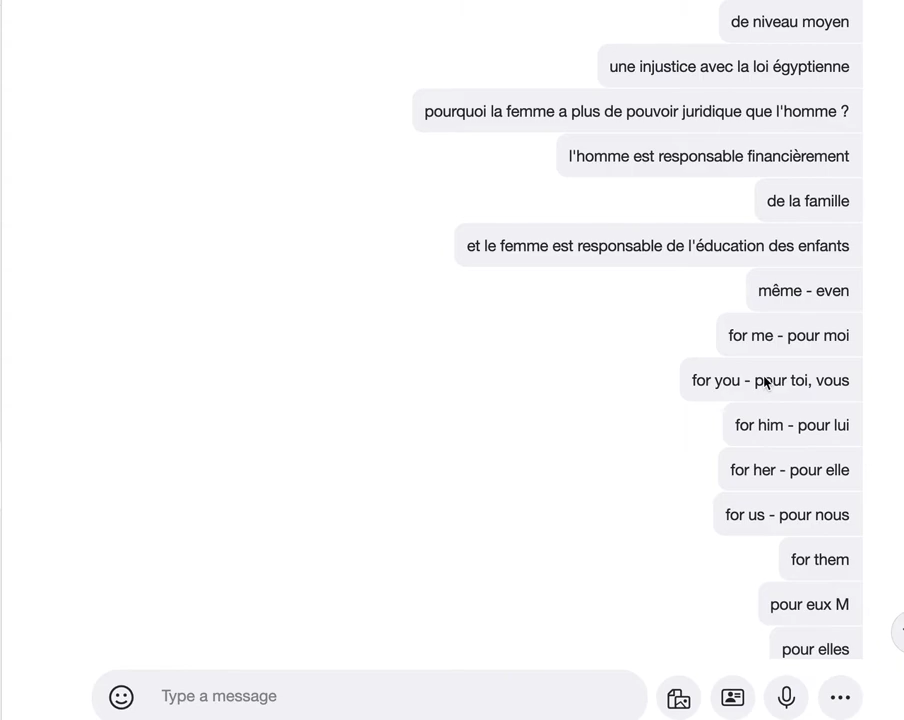 de niveau moyen
une injustice avec la loi égyptienne
pourquoi la femme a plus de pouvoir juridique que l'homme ?
l'homme est responsable financièrement
de la famille
et le femme est responsable de l'éducation des enfants
même - even
for me - pour moi
for you - pour toi, vous
for him - pour lui
for her - pour elle
for us - pour nous
for them
pour eux M
pour elles
Type a message